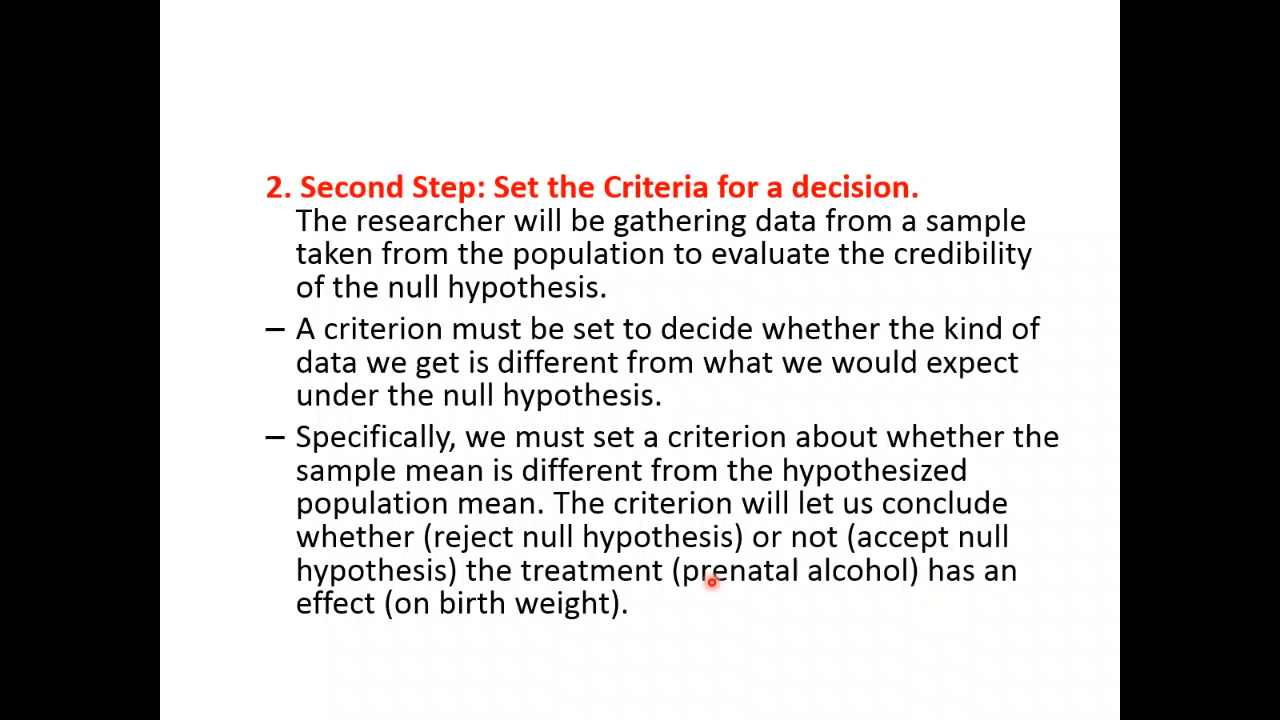 2. Second Step: Set the Criteria for a decision.
The researcher will be gathering data from a sample
taken from the population to evaluate the credibility
of the null hypothesis.
– A criterion must be set to decide whether the kind of
data we get is different from what we would expect
under the null hypothesis.
– Specifically, we must set a criterion about whether the
sample mean is different from the hypothesized
population mean. The criterion will let us conclude
whether (reject null hypothesis) or not (accept null
hypothesis) the treatment (prenatal alcohol) has an
effect (on birth weight).